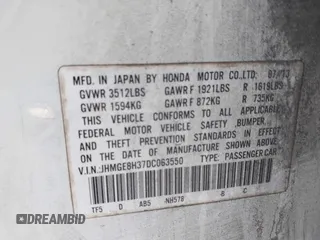 MFD. IN JAPAN BY HONDA MOTOR CO.,LTD. 07/13
GVWR 3512LBS GAWR F 1921LBS R 1619LBS
GVWR 1594KG GAWR F 872KG R 735KG
THIS VEHICLE CONFORMS TO ALL APPLICABLE
FEDERAL MOTOR VEHICLE SAFETY, BUMPER,
AND THEFT PREVENTION STANDARDS IN EFFECT
ON THE DATE OF MANUFACTURE SHOWN ABOVE.
V.I.N: JHMGE8H37DC063550 TYPE: PASSENGER CAR
TF5 D AB5 NH578 B C
AUTOBIDMASTER